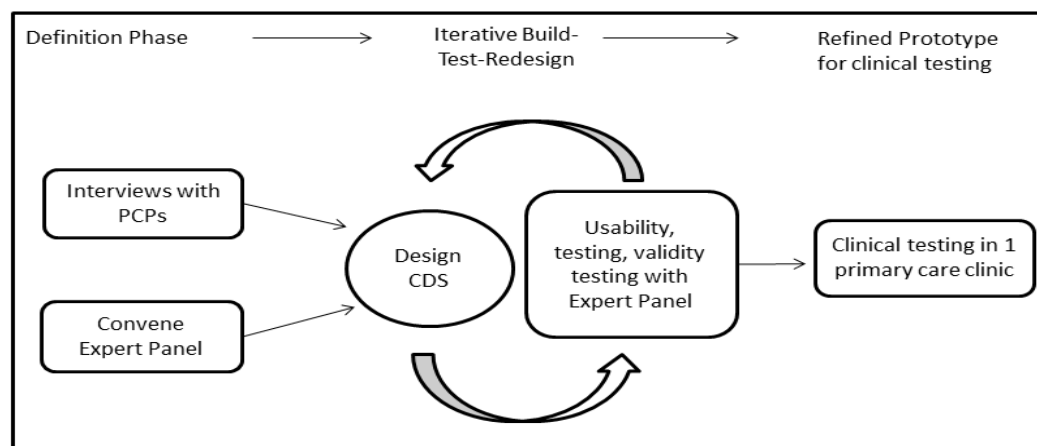 Definition Phase
Iterative Build-
Test-Redesign
Refined Prototype
for clinical testing
Interviews with
PCPs
Convene
Expert Panel
Design
CDS
Usability,
testing, validity
testing with
Expert Panel
Clinical testing in 1
primary care clinic